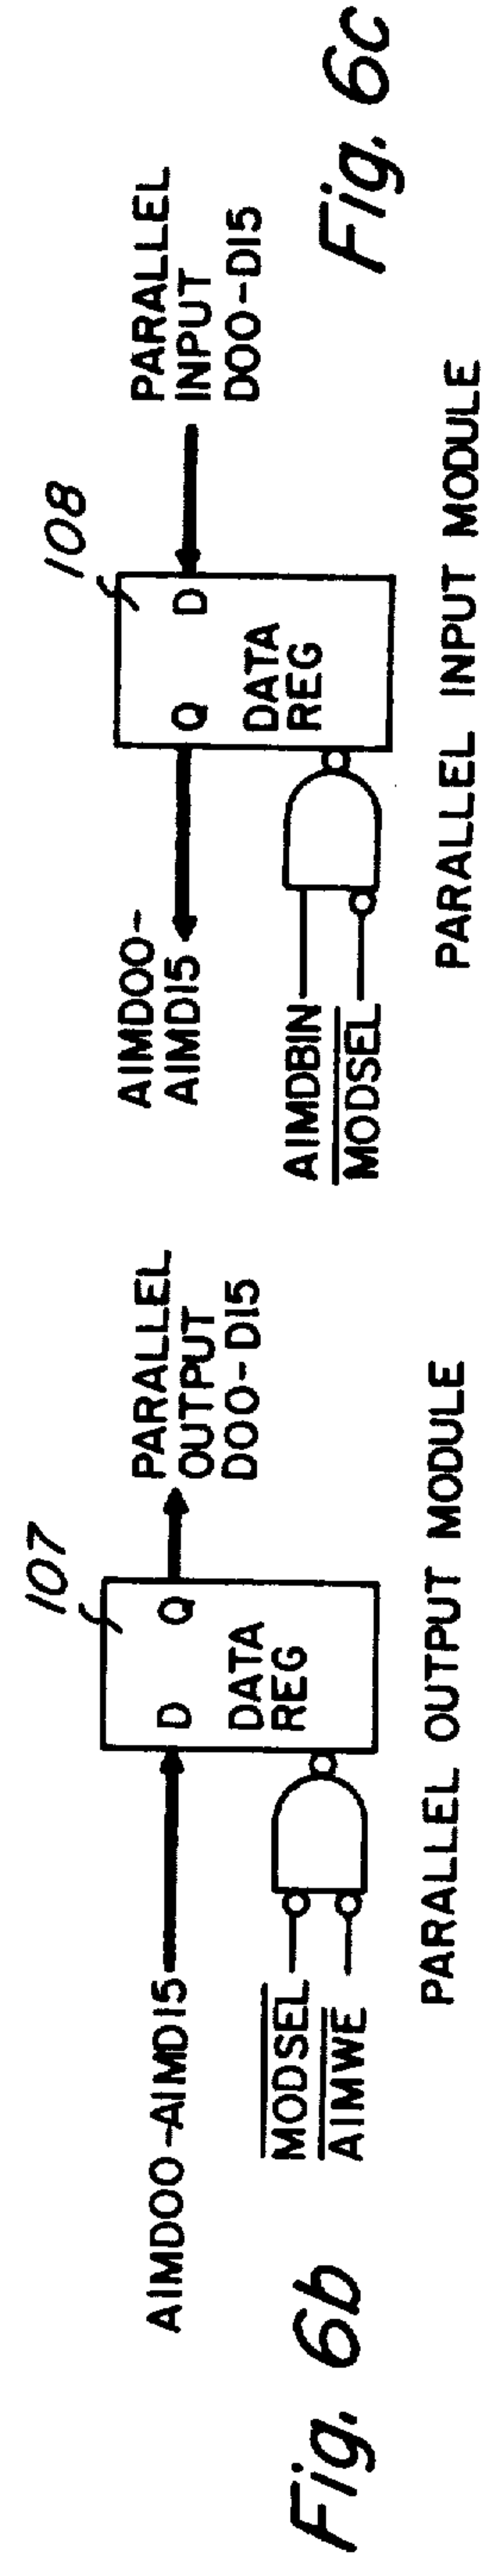 Fig. 6b
AIMD00-AIMD15
MODSEL
AIMWE
107
D
Q
DATA
REG
PARALLEL
OUTPUT
D00-D15
PARALLEL OUTPUT MODULE
AIMD00-
AIMD15
AIMDBIN
MODSEL
108
Q
D
DATA
REG
PARALLEL
INPUT
D00-D15
PARALLEL INPUT MODULE
Fig. 6c